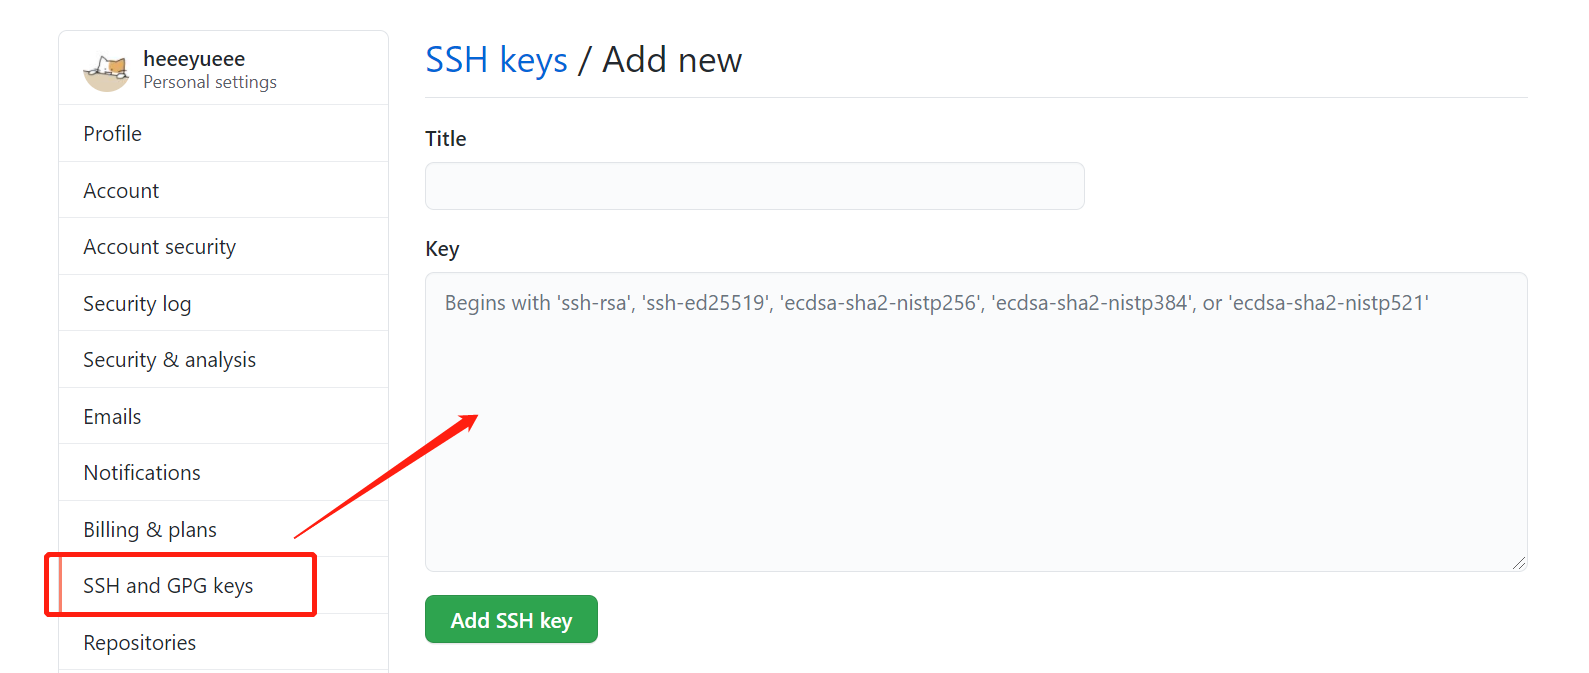 heeeyueee
Personal settings
Profile
Account
Account security
Security log
Security & analysis
Emails
Notifications
Billing & plans
SSH and GPG keys
Repositories
SSH keys / Add new
Title
Key
Begins with 'ssh-rsa', 'ssh-ed25519', 'ecdsa-sha2-nistp256', 'ecdsa-sha2-nistp384', or 'ecdsa-sha2-nistp521'
Add SSH key